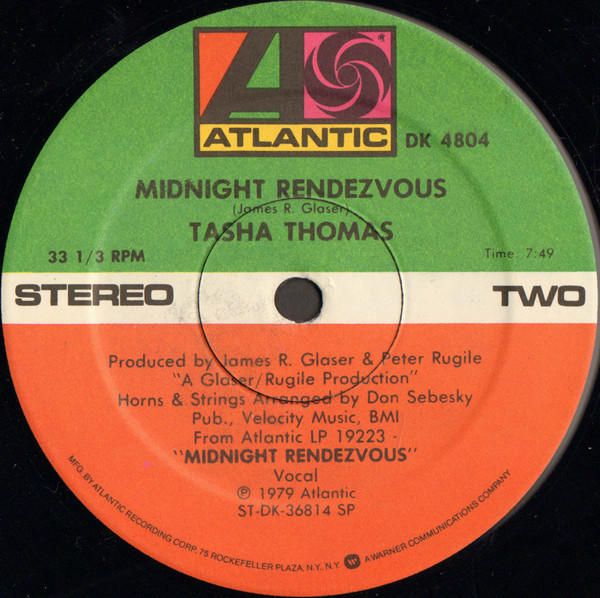 ATLANTIC
®
DK 4804
MIDNIGHT RENDEZVOUS
(James R. Glaser)
TASHA THOMAS
33 1/3 RPM
Time: 7:49
STEREO
TWO
Produced by James R. Glaser & Peter Rugile
"A Glaser/Rugile Production"
Horns & Strings Arranged by Don Sebesky
Pub., Velocity Music, BMI
From Atlantic LP 19223 -
"MIDNIGHT RENDEZVOUS"
Vocal
℗ 1979 Atlantic
ST-DK-36814 SP
MFG. BY ATLANTIC RECORDING CORP. 75 ROCKEFELLER PLAZA, N.Y., N.Y. W A WARNER COMMUNICATIONS COMPANY